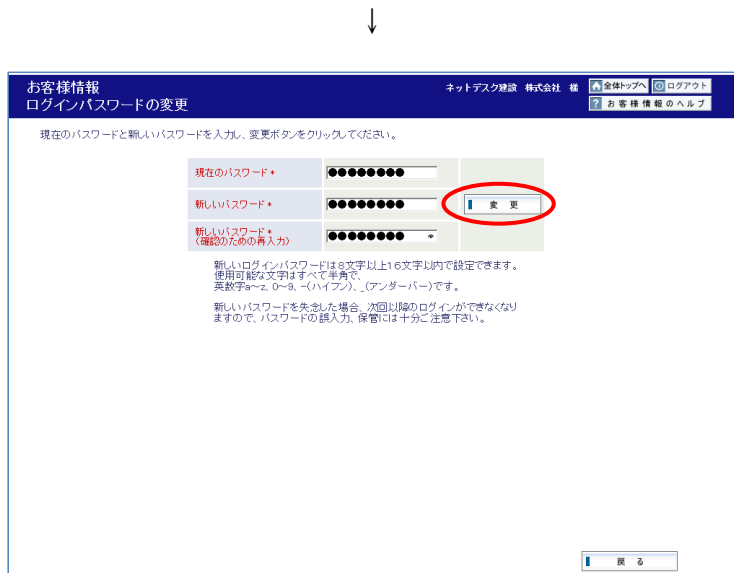 ↓
お客様情報
ログインパスワードの変更
ネットデスク建設 株式会社 様
全体トップへ
ログアウト
? お客様情報のヘルプ
現在のパスワードと新しいパスワードを入力し、変更ボタンをクリックしてください。
現在のパスワード* ●●●●●●●●
新しいパスワード* ●●●●●●●● 変 更
新しいパスワード*
(確認のための再入力) ●●●●●●●●
新しいログインパスワードは8文字以上16文字以内で設定できます。
使用可能な文字はすべて半角で、
英数字a～z、0～9、-(ハイフン)、_(アンダーバー)です。
新しいパスワードを失念した場合、次回以降のログインができなくなり
ますので、パスワードの誤入力、保管には十分ご注意下さい。
戻 る